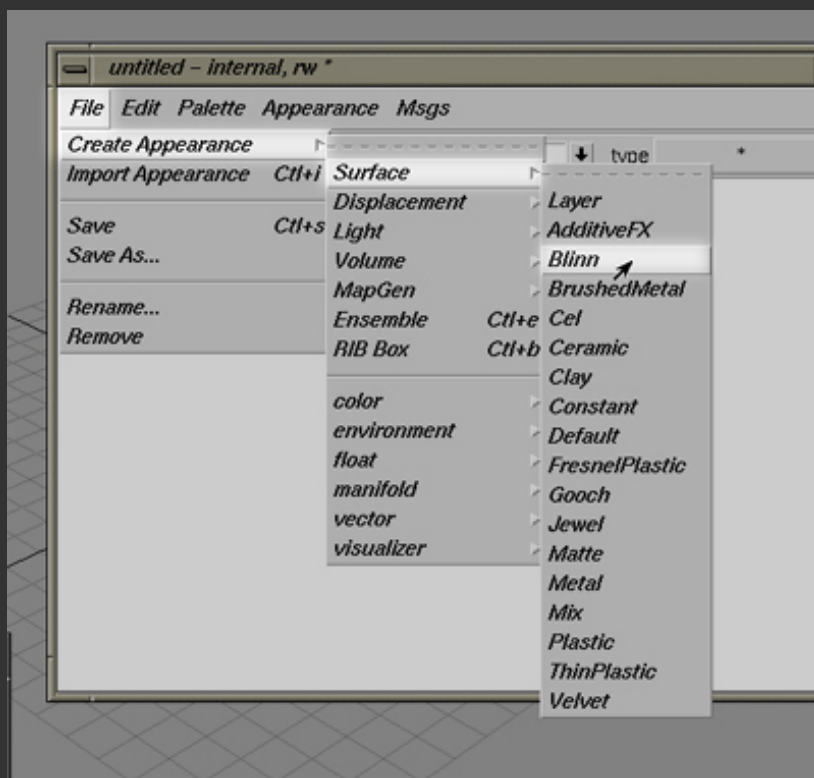 untitled - internal, rw *
File Edit Palette Appearance Msgs
Create Appearance
Import Appearance Ctl+i
Save Ctl+s
Save As...
Rename...
Remove
Surface
Displacement
Light
Volume
MapGen
Ensemble Ctl+e
RIB Box Ctl+b
color
environment
float
manifold
vector
visualizer
type *
Layer
AdditiveFX
Blinn
BrushedMetal
Cel
Ceramic
Clay
Constant
Default
FresnelPlastic
Gooch
Jewel
Matte
Metal
Mix
Plastic
ThinPlastic
Velvet